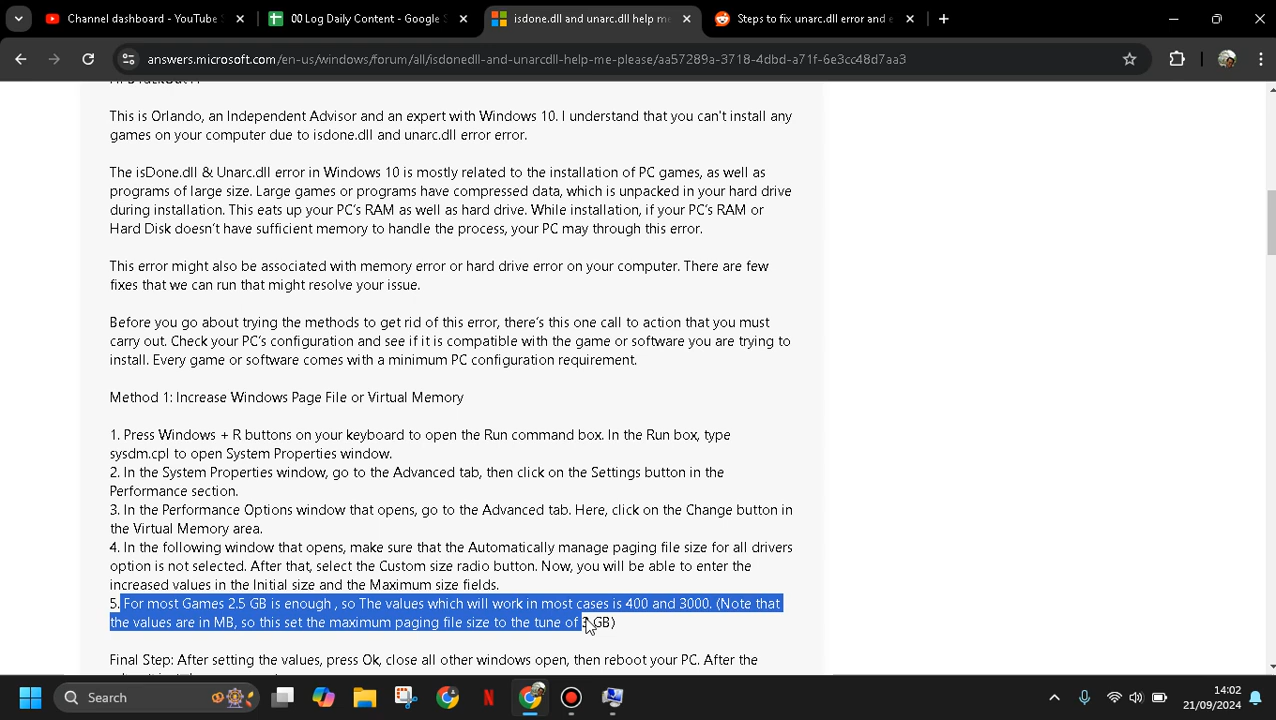 Channel dashboard - YouTube
00 Log Daily Content - Google
isdone.dll and unarc.dll help me
Steps to fix unarc.dll error and
answers.microsoft.com/en-us/windows/forum/all/isdonedll-and-unarcdll-help-me-please/aa57289a-3718-4dbd-a71f-6e3cc48d7aa3
This is Orlando, an Independent Advisor and an expert with Windows 10. I understand that you can't install any
games on your computer due to isdone.dll and unarc.dll error error.
The isDone.dll & Unarc.dll error in Windows 10 is mostly related to the installation of PC games, as well as
programs of large size. Large games or programs have compressed data, which is unpacked in your hard drive
during installation. This eats up your PC's RAM as well as hard drive. While installation, if your PC's RAM or
Hard Disk doesn't have sufficient memory to handle the process, your PC may through this error.
This error might also be associated with memory error or hard drive error on your computer. There are few
fixes that we can run that might resolve your issue.
Before you go about trying the methods to get rid of this error, there's this one call to action that you must
carry out. Check your PC's configuration and see if it is compatible with the game or software you are trying to
install. Every game or software comes with a minimum PC configuration requirement.
Method 1: Increase Windows Page File or Virtual Memory
1. Press Windows + R buttons on your keyboard to open the Run command box. In the Run box, type
sysdm.cpl to open System Properties window.
2. In the System Properties window, go to the Advanced tab, then click on the Settings button in the
Performance section.
3. In the Performance Options window that opens, go to the Advanced tab. Here, click on the Change button in
the Virtual Memory area.
4. In the following window that opens, make sure that the Automatically manage paging file size for all drivers
option is not selected. After that, select the Custom size radio button. Now, you will be able to enter the
increased values in the Initial size and the Maximum size fields.
5. For most Games 2.5 GB is enough , so The values which will work in most cases is 400 and 3000. (Note that
the values are in MB, so this set the maximum paging file size to the tune of GB)
Final Step: After setting the values, press Ok, close all other windows open, then reboot your PC. After the
Search
14:02
21/09/2024